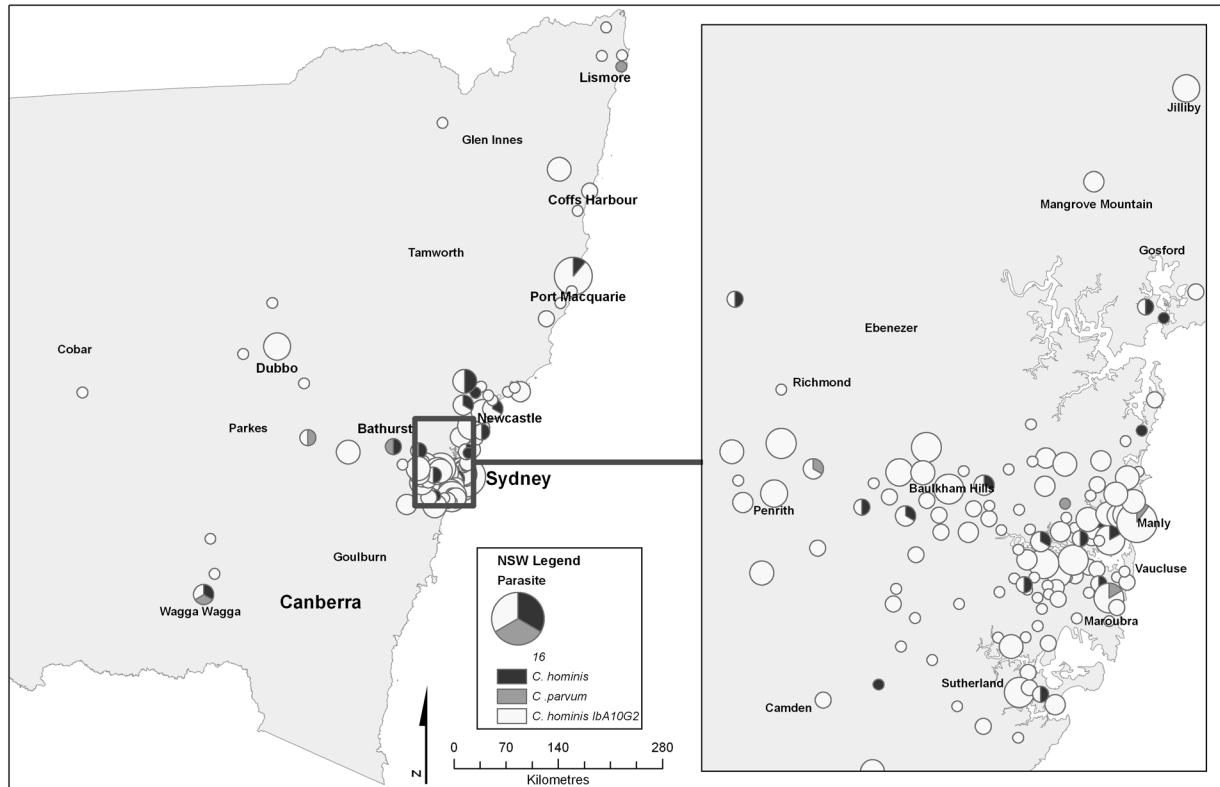 Lismore
Glen Innes
Coffs Harbour
Tamworth
Port Macquarie
Cobar
Dubbo
Newcastle
Parkes
Bathurst
Sydney
Goulburn
Canberra
Wagga Wagga
NSW Legend
Parasite
16
C. hominis
C .parvum
C. hominis IbA10G2
N
0 70 140 280
Kilometres
Jilliby
Mangrove Mountain
Gosford
Ebenezer
Richmond
Baulkham Hills
Penrith
Manly
Vaucluse
Maroubra
Sutherland
Camden